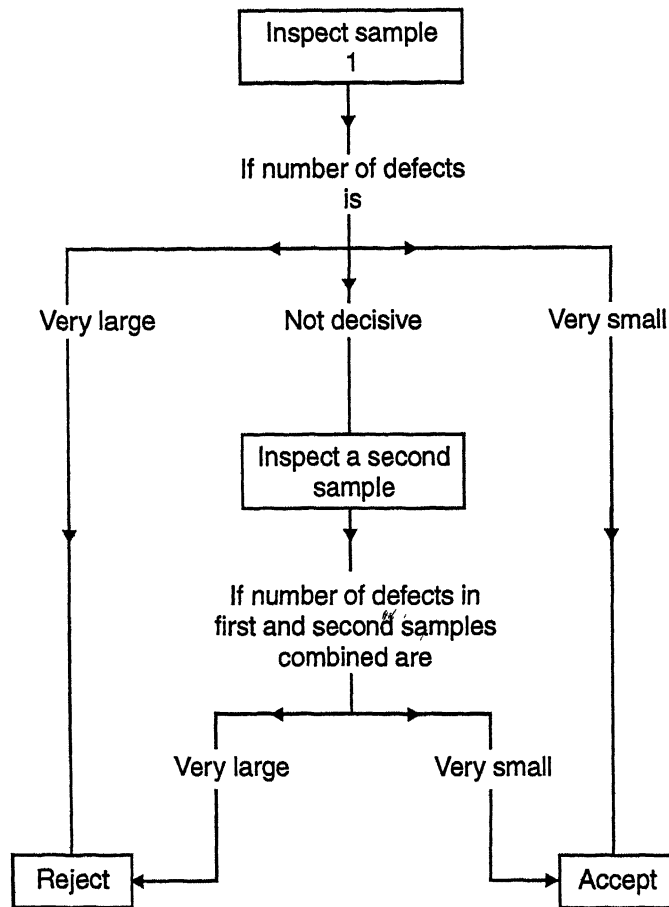 Inspect sample
1
If number of defects
is
Very large
Not decisive
Very small
Inspect a second
sample
If number of defects in
first and second samples
combined are
Very large
Very small
Reject
Accept